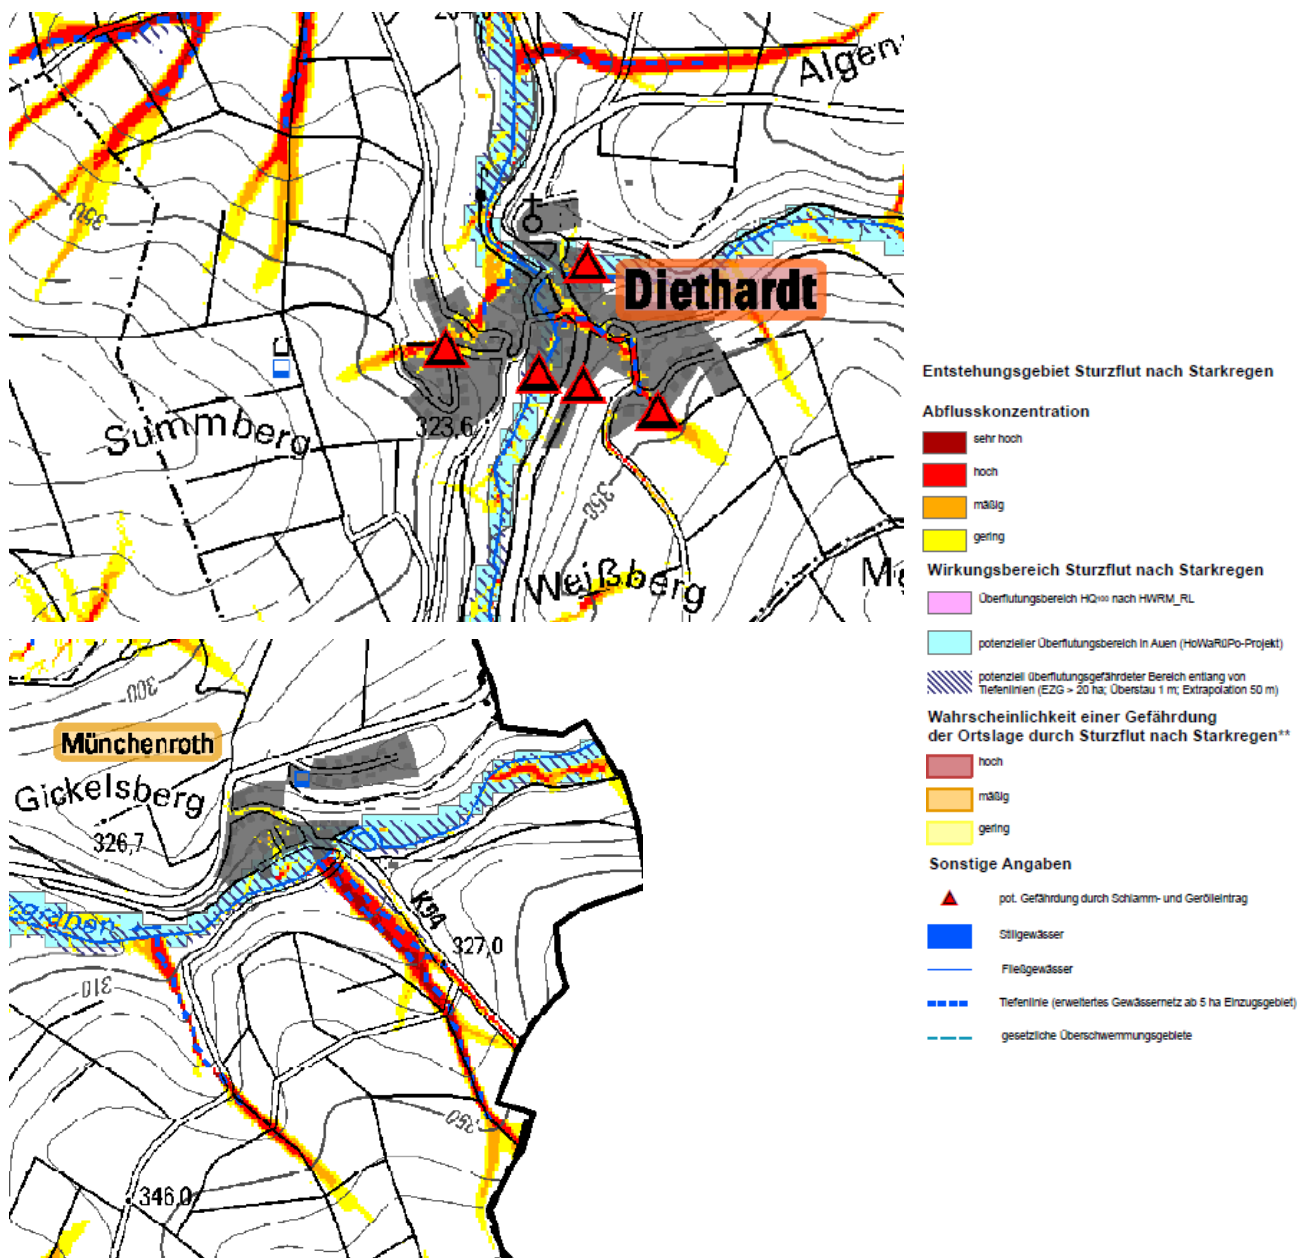 Algen
350
Diethardt
Summberg
323,6
350
Weißberg
300
Münchenroth
Gickelsberg
326,7
K94
graben
327,0
310
350
346,0
Entstehungsgebiet Sturzflut nach Starkregen
Abflusskonzentration
sehr hoch
hoch
mäßig
gering
Wirkungsbereich Sturzflut nach Starkregen
Überflutungsbereich HQ100 nach HWRM_RL
potenzieller Überflutungsbereich in Auen (HoWaRüPo-Projekt)
potenziell überflutungsgefährdeter Bereich entlang von
Tiefenlinien (EZG > 20 ha; Überstau 1 m; Extrapolation 50 m)
Wahrscheinlichkeit einer Gefährdung
der Ortslage durch Sturzflut nach Starkregen**
hoch
mäßig
gering
Sonstige Angaben
pot. Gefährdung durch Schlamm- und Gerölleintrag
Stillgewässer
Fließgewässer
Tiefenlinie (erweitertes Gewässernetz ab 5 ha Einzugsgebiet)
gesetzliche Überschwemmungsgebiete